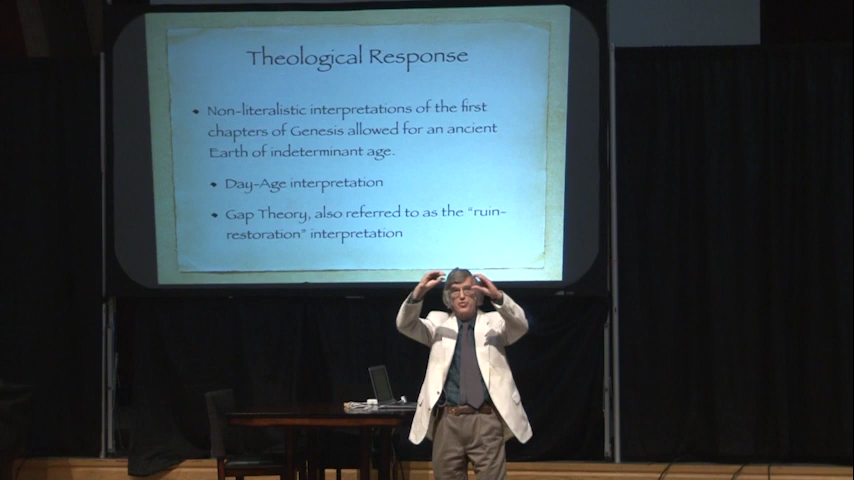 Theological Response
• Non-literalistic interpretations of the first
chapters of Genesis allowed for an ancient
Earth of indeterminant age.
• Day-Age interpretation
• Gap Theory, also referred to as the “ruin-
restoration” interpretation